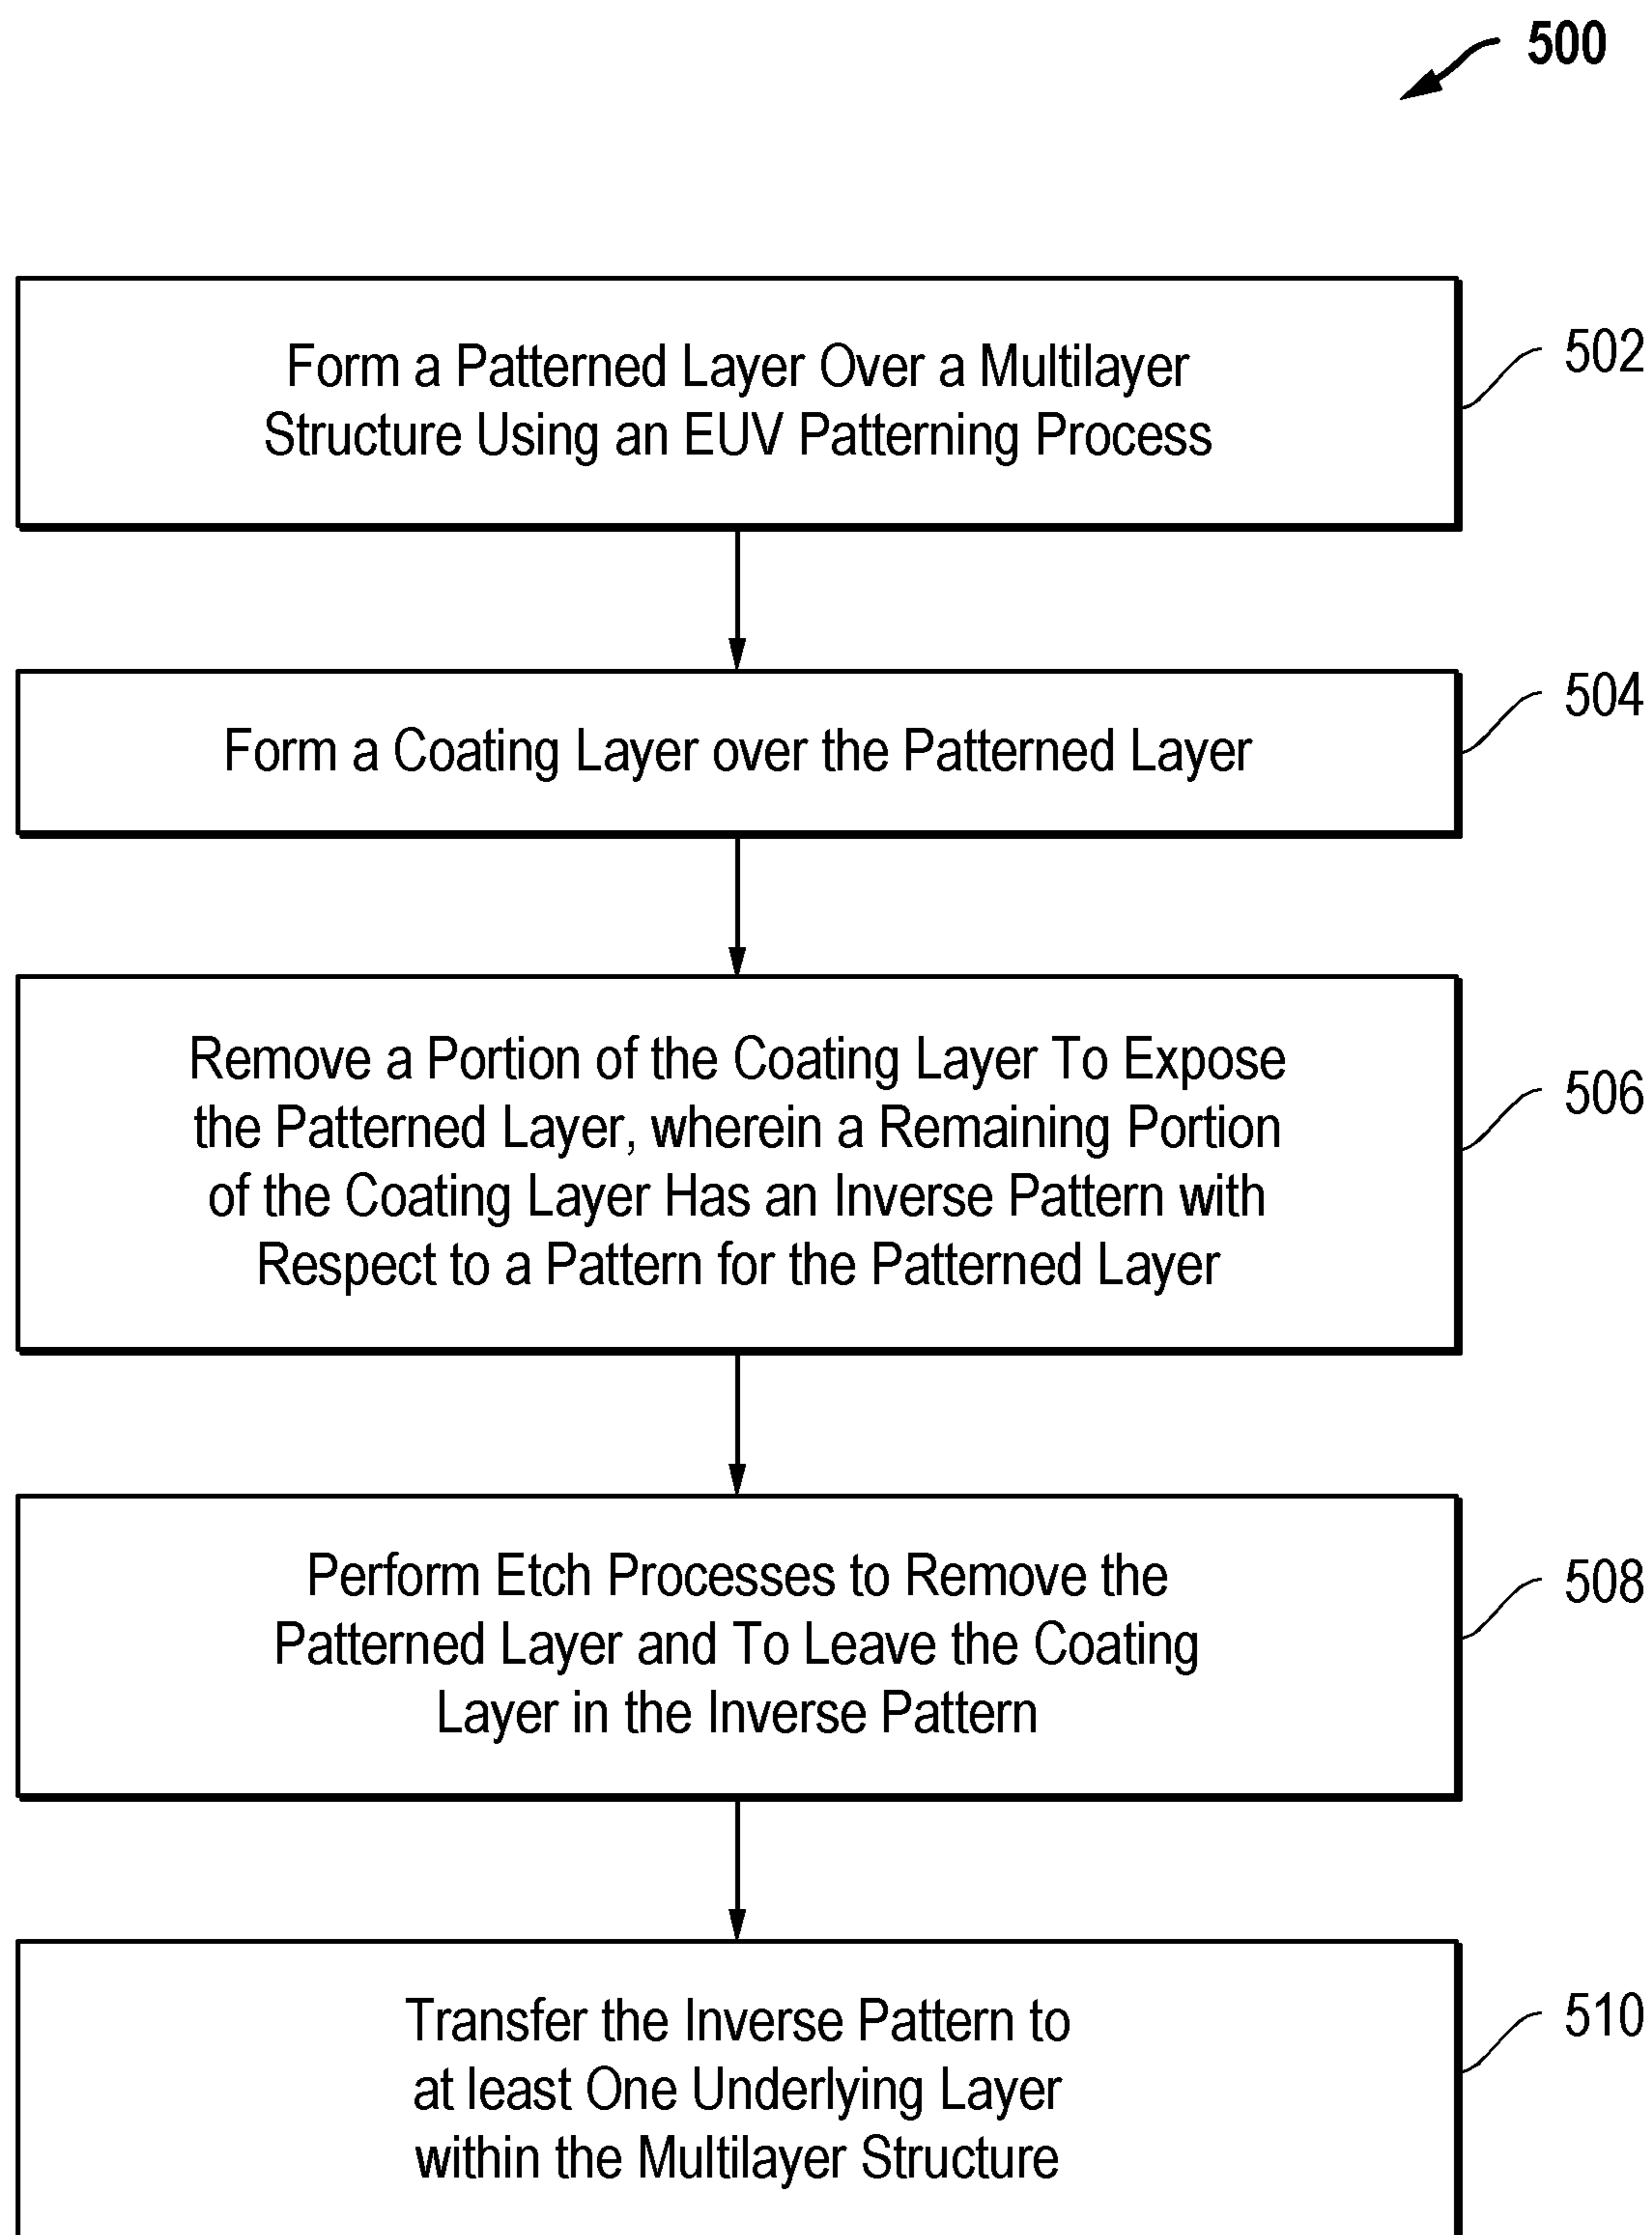 500
Form a Patterned Layer Over a Multilayer
Structure Using an EUV Patterning Process
502
Form a Coating Layer over the Patterned Layer
504
Remove a Portion of the Coating Layer To Expose
the Patterned Layer, wherein a Remaining Portion
of the Coating Layer Has an Inverse Pattern with
Respect to a Pattern for the Patterned Layer
506
Perform Etch Processes to Remove the
Patterned Layer and To Leave the Coating
Layer in the Inverse Pattern
508
Transfer the Inverse Pattern to
at least One Underlying Layer
within the Multilayer Structure
510